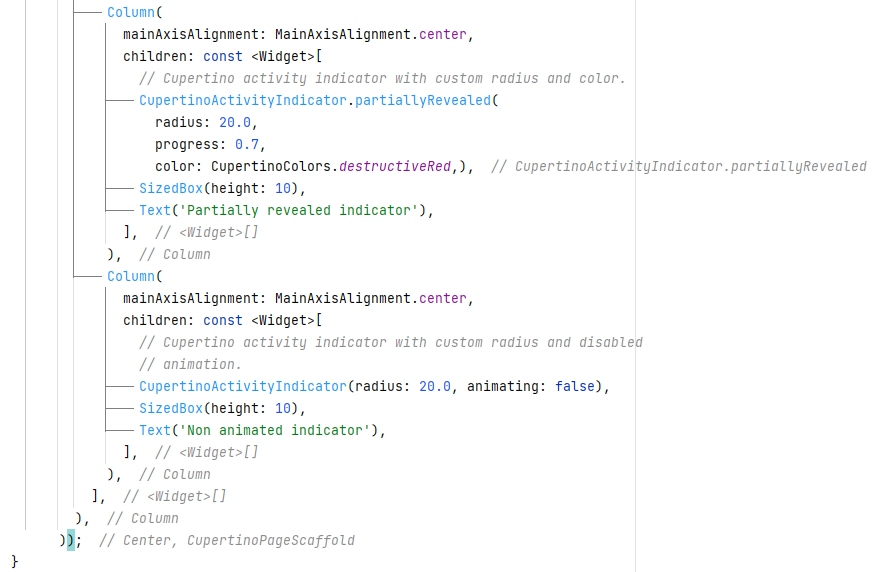 Column(
mainAxisAlignment: MainAxisAlignment.center,
children: const <Widget>[
// Cupertino activity indicator with custom radius and color.
CupertinoActivityIndicator.partiallyRevealed(
radius: 20.0,
progress: 0.7,
color: CupertinoColors.destructiveRed,),  // CupertinoActivityIndicator.partiallyRevealed
SizedBox(height: 10),
Text('Partially revealed indicator'),
],  // <Widget>[]
),  // Column
Column(
mainAxisAlignment: MainAxisAlignment.center,
children: const <Widget>[
// Cupertino activity indicator with custom radius and disabled
// animation.
CupertinoActivityIndicator(radius: 20.0, animating: false),
SizedBox(height: 10),
Text('Non animated indicator'),
],  // <Widget>[]
),  // Column
],  // <Widget>[]
),  // Column
));  // Center, CupertinoPageScaffold
}